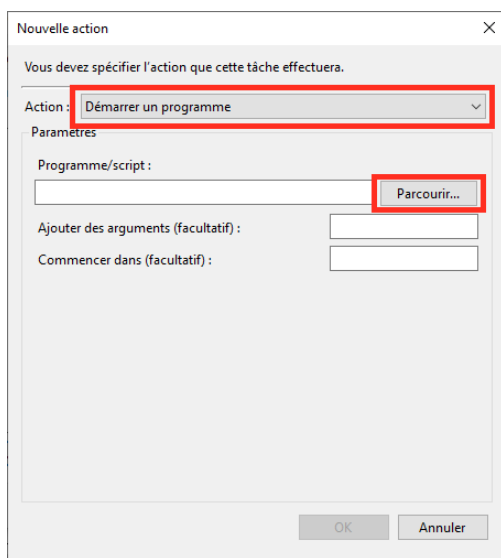 Nouvelle action
Vous devez spécifier l'action que cette tâche effectuera.
Action : Démarrer un programme
Paramètres
Programme/script :
Parcourir...
Ajouter des arguments (facultatif) :
Commencer dans (facultatif) :
OK Annuler